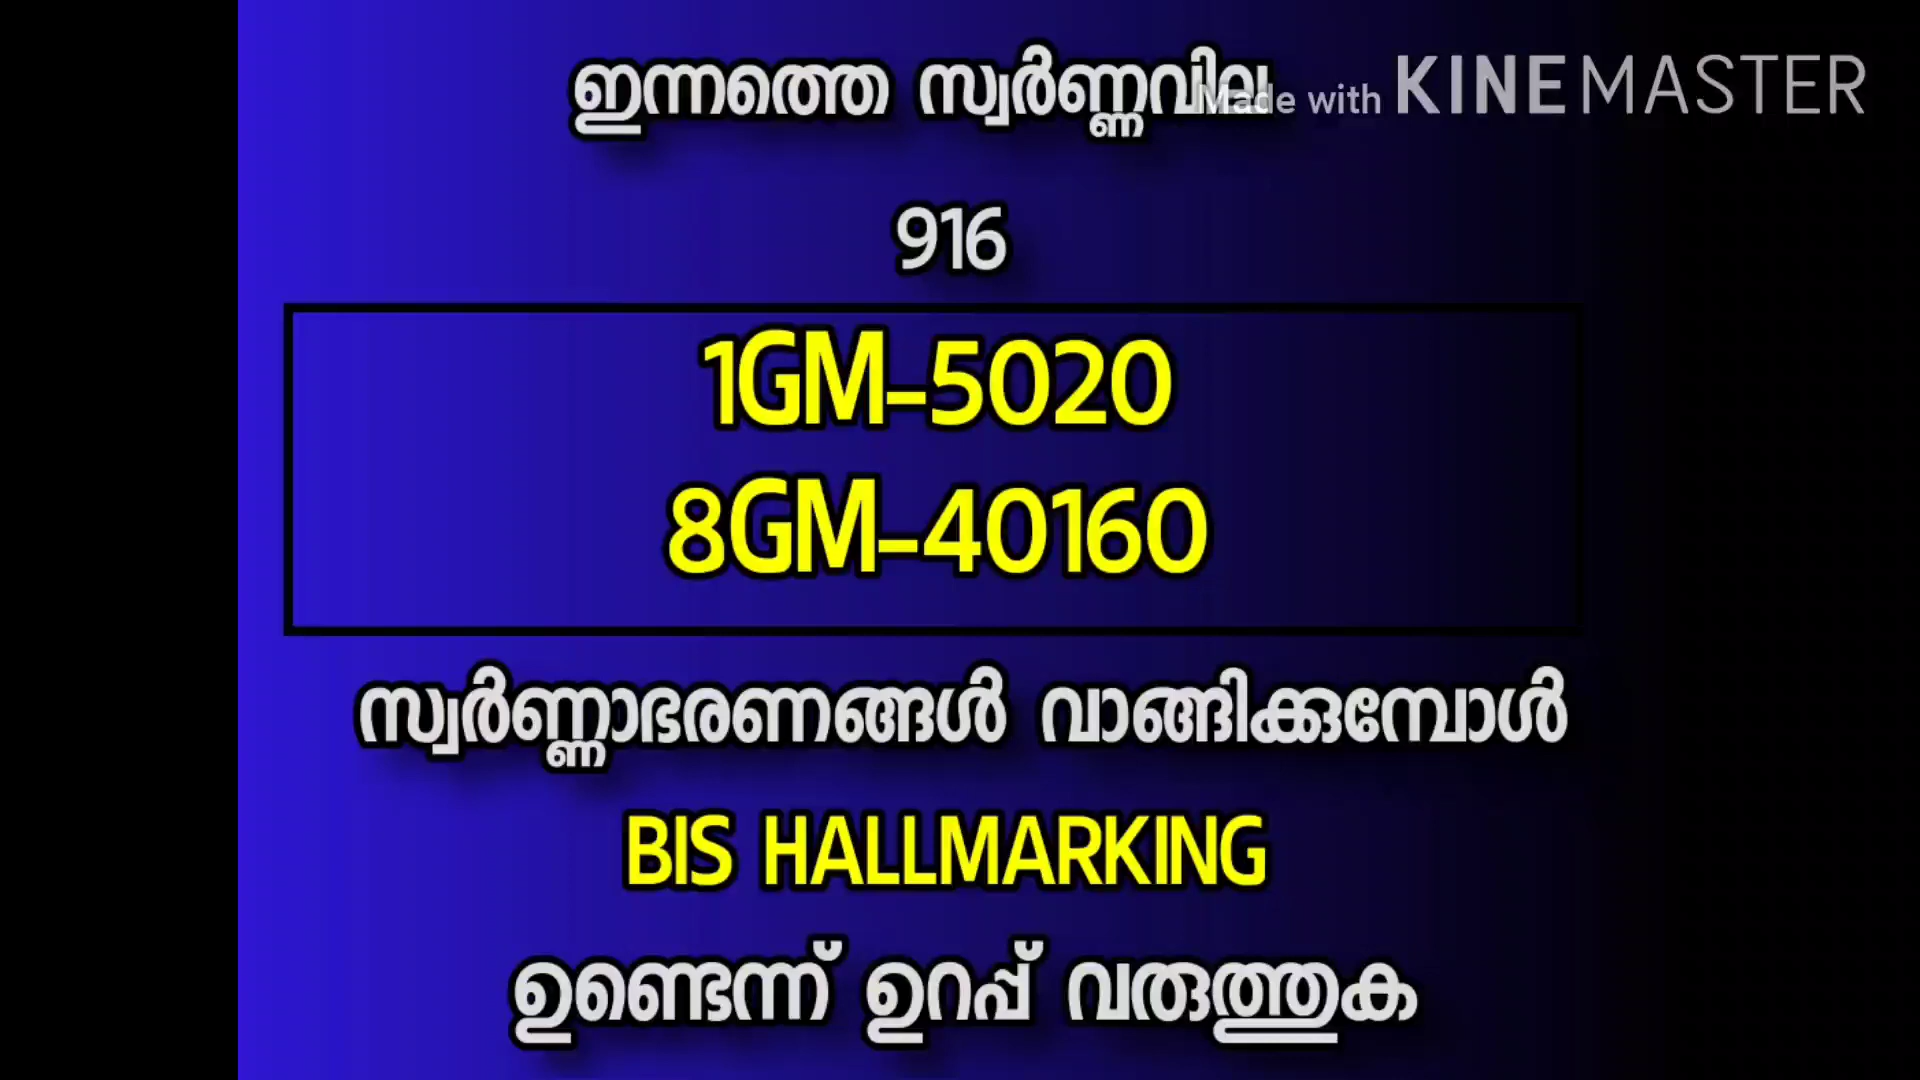 ഇന്നത്തെ സ്വർണ്ണവില
Made with KINEMASTER
916
1GM-5020
8GM-40160
സ്വർണ്ണാഭരണങ്ങൾ വാങ്ങിക്കുമ്പോൾ
BIS HALLMARKING
ഉണ്ടെന്ന് ഉറപ്പ് വരുത്തുക